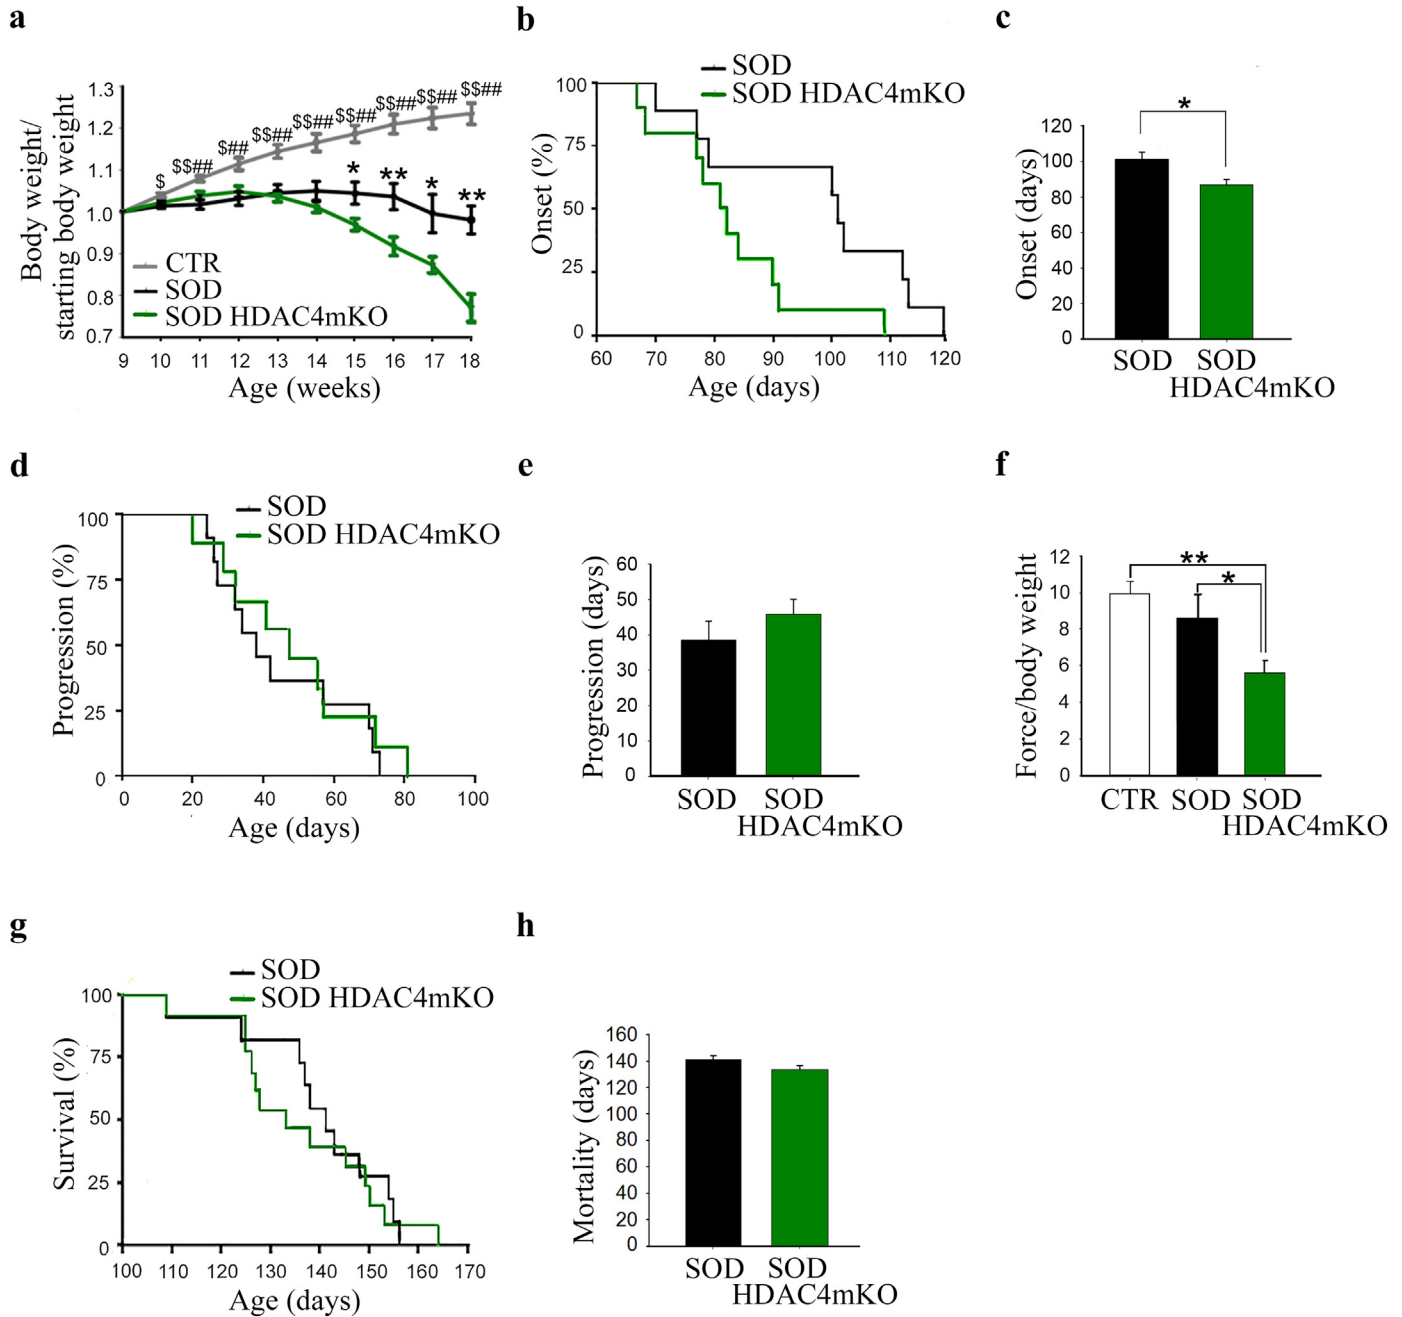 a
b
c
1.3
1.2
1.1
1.0
0.9
0.8
0.7
Body weight/
starting body weight
$
$$##
$##
$$##
$$##
$$##
$$##
$$##
$$##
*
**
*
**
CTR
SOD
SOD HDAC4mKO
9 10 11 12 13 14 15 16 17 18
Age (weeks)
SOD
SOD HDAC4mKO
100
75
50
25
0
Onset (%)
60 70 80 90 100 110 120
Age (days)
*
120
100
80
60
40
20
0
Onset (days)
SOD SOD
HDAC4mKO
d
e
f
SOD
SOD HDAC4mKO
100
75
50
25
0
Progression (%)
0 20 40 60 80 100
Age (days)
60
50
40
30
20
10
0
Progression (days)
SOD SOD
HDAC4mKO
**
*
12
10
8
6
4
2
0
Force/body weight
CTR SOD SOD
HDAC4mKO
g
h
SOD
SOD HDAC4mKO
100
75
50
25
0
Survival (%)
100 110 120 130 140 150 160 170
Age (days)
160
140
120
100
80
60
40
20
0
Mortality (days)
SOD SOD
HDAC4mKO